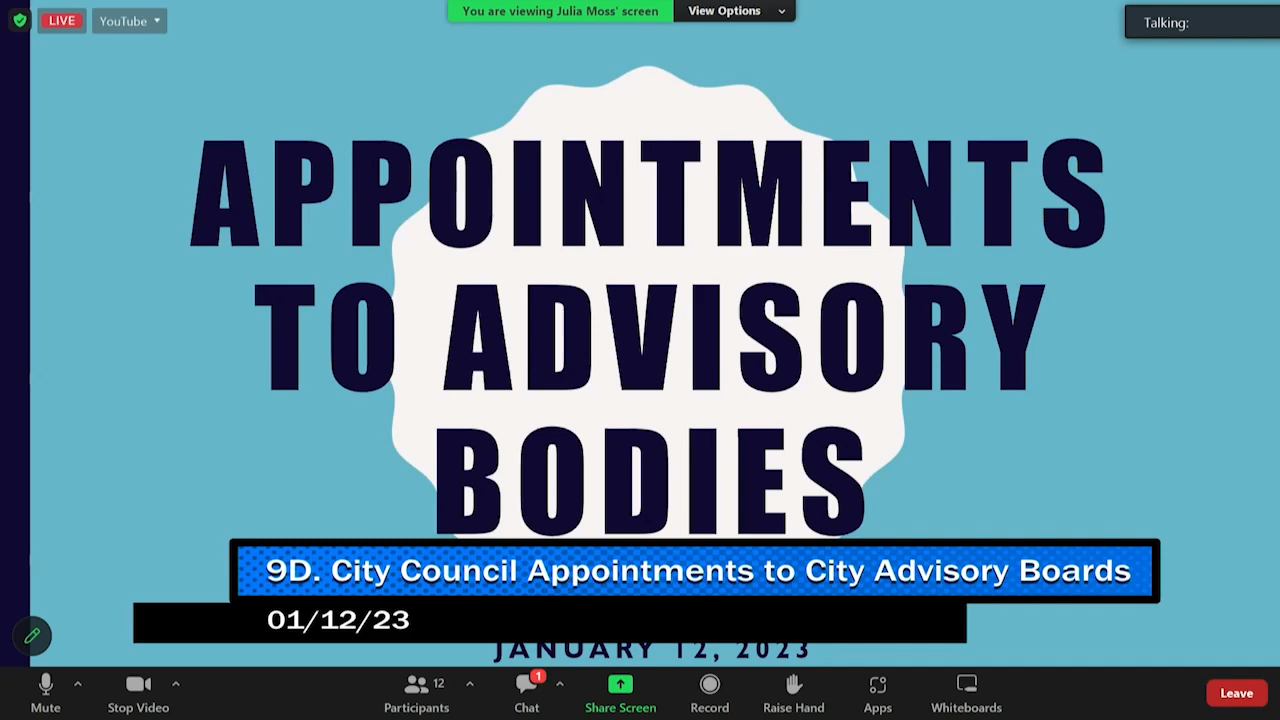 LIVE
YouTube
You are viewing Julia Moss' screen
View Options
Talking:
APPOINTMENTS
TO ADVISORY
BODIES
9D. City Council Appointments to City Advisory Boards
01/12/23
JANUARY 12, 2023
Mute
Stop Video
12
Participants
1
Chat
Share Screen
Record
Raise Hand
Apps
Whiteboards
Leave